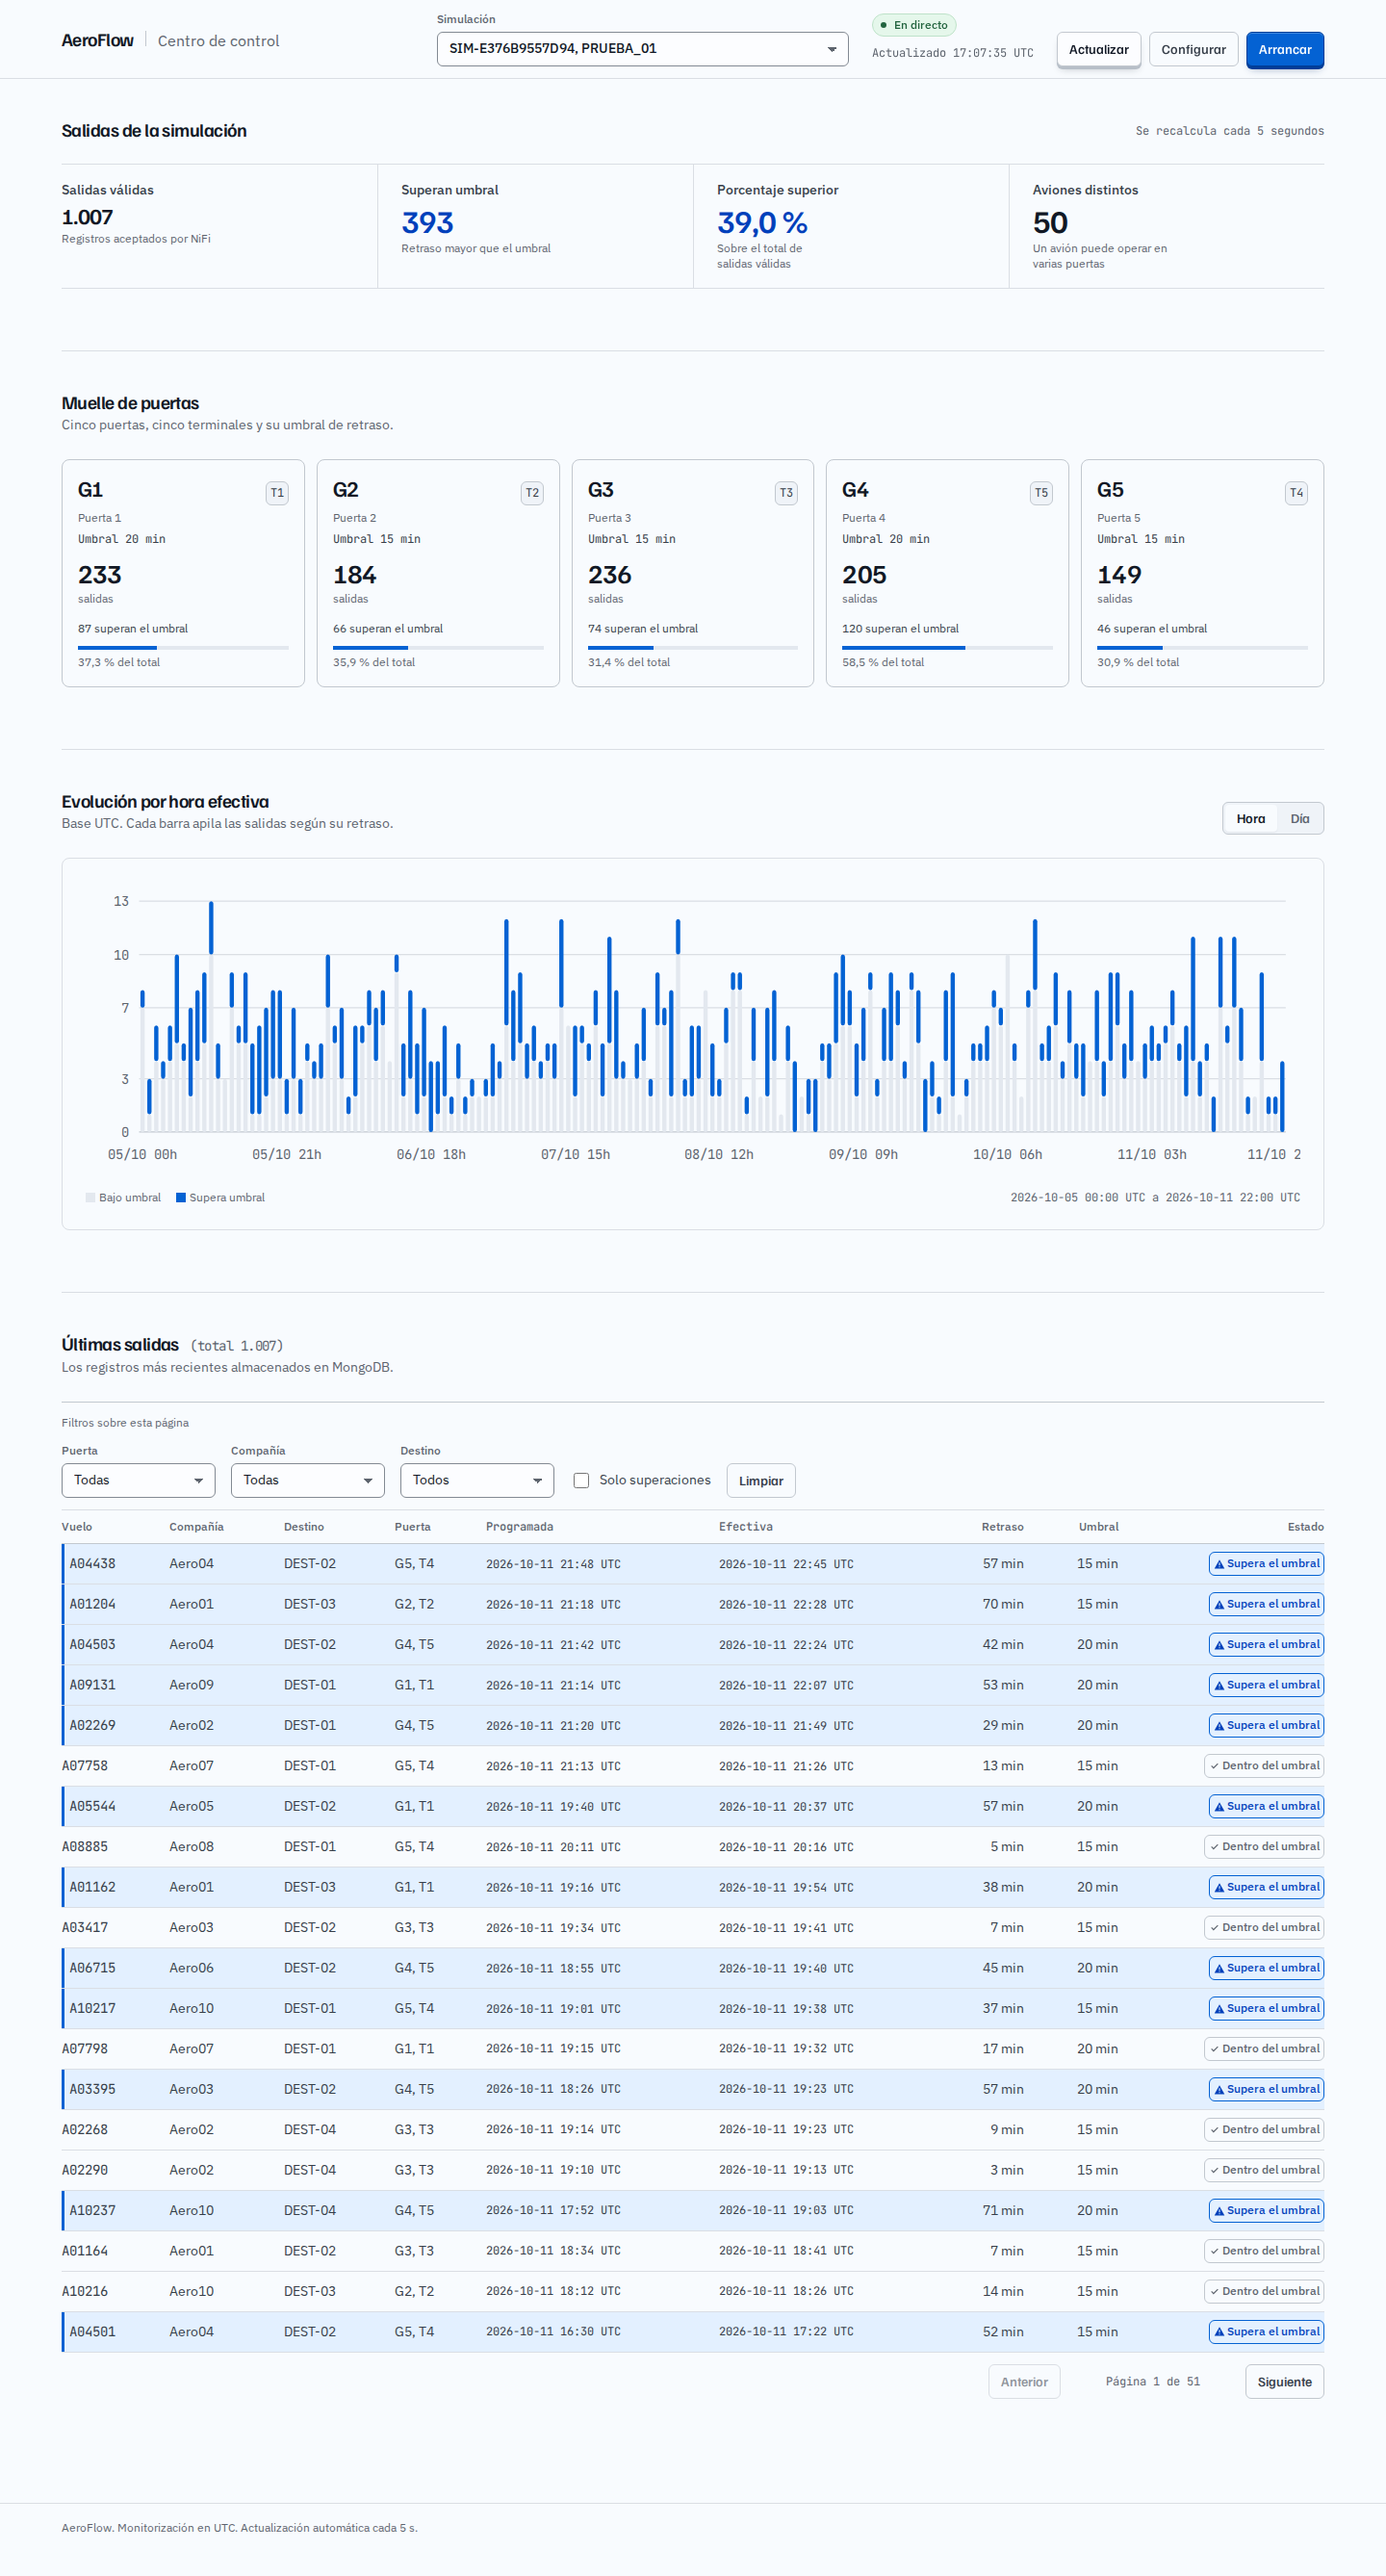 AeroFlow Centro de control
Simulación
SIM-E376B9557D94, PRUEBA_01
En directo
Actualizado 17:07:35 UTC
Actualizar Configurar Arrancar
Salidas de la simulación
Se recalcula cada 5 segundos
Salidas válidas
1.007
Registros aceptados por NiFi
Superan umbral
393
Retraso mayor que el umbral
Porcentaje superior
39,0 %
Sobre el total de
salidas válidas
Aviones distintos
50
Un avión puede operar en
varias puertas
Muelle de puertas
Cinco puertas, cinco terminales y su umbral de retraso.
G1 T1
Puerta 1
Umbral 20 min
233
salidas
87 superan el umbral
37,3 % del total
G2 T2
Puerta 2
Umbral 15 min
184
salidas
66 superan el umbral
35,9 % del total
G3 T3
Puerta 3
Umbral 15 min
236
salidas
74 superan el umbral
31,4 % del total
G4 T5
Puerta 4
Umbral 20 min
205
salidas
120 superan el umbral
58,5 % del total
G5 T4
Puerta 5
Umbral 15 min
149
salidas
46 superan el umbral
30,9 % del total
Evolución por hora efectiva
Base UTC. Cada barra apila las salidas según su retraso.
Hora Día
13
10
7
3
0
05/10 00h 05/10 21h 06/10 18h 07/10 15h 08/10 12h 09/10 09h 10/10 06h 11/10 03h 11/10 2
Bajo umbral Supera umbral
2026-10-05 00:00 UTC a 2026-10-11 22:00 UTC
Últimas salidas (total 1.007)
Los registros más recientes almacenados en MongoDB.
Filtros sobre esta página
Puerta Compañía Destino
Todas Todas Todos Solo superaciones Limpiar
Vuelo Compañía Destino Puerta Programada Efectiva Retraso Umbral Estado
A04438 Aero04 DEST-02 G5, T4 2026-10-11 21:48 UTC 2026-10-11 22:45 UTC 57 min 15 min Supera el umbral
A01204 Aero01 DEST-03 G2, T2 2026-10-11 21:18 UTC 2026-10-11 22:28 UTC 70 min 15 min Supera el umbral
A04503 Aero04 DEST-02 G4, T5 2026-10-11 21:42 UTC 2026-10-11 22:24 UTC 42 min 20 min Supera el umbral
A09131 Aero09 DEST-01 G1, T1 2026-10-11 21:14 UTC 2026-10-11 22:07 UTC 53 min 20 min Supera el umbral
A02269 Aero02 DEST-01 G4, T5 2026-10-11 21:20 UTC 2026-10-11 21:49 UTC 29 min 20 min Supera el umbral
A07758 Aero07 DEST-01 G5, T4 2026-10-11 21:13 UTC 2026-10-11 21:26 UTC 13 min 15 min ✓ Dentro del umbral
A05544 Aero05 DEST-02 G1, T1 2026-10-11 19:40 UTC 2026-10-11 20:37 UTC 57 min 20 min Supera el umbral
A08885 Aero08 DEST-01 G5, T4 2026-10-11 20:11 UTC 2026-10-11 20:16 UTC 5 min 15 min ✓ Dentro del umbral
A01162 Aero01 DEST-03 G1, T1 2026-10-11 19:16 UTC 2026-10-11 19:54 UTC 38 min 20 min Supera el umbral
A03417 Aero03 DEST-02 G3, T3 2026-10-11 19:34 UTC 2026-10-11 19:41 UTC 7 min 15 min ✓ Dentro del umbral
A06715 Aero06 DEST-02 G4, T5 2026-10-11 18:55 UTC 2026-10-11 19:40 UTC 45 min 20 min Supera el umbral
A10217 Aero10 DEST-01 G5, T4 2026-10-11 19:01 UTC 2026-10-11 19:38 UTC 37 min 15 min Supera el umbral
A07798 Aero07 DEST-01 G1, T1 2026-10-11 19:15 UTC 2026-10-11 19:32 UTC 17 min 20 min ✓ Dentro del umbral
A03395 Aero03 DEST-02 G4, T5 2026-10-11 18:26 UTC 2026-10-11 19:23 UTC 57 min 20 min Supera el umbral
A02268 Aero02 DEST-04 G3, T3 2026-10-11 19:14 UTC 2026-10-11 19:23 UTC 9 min 15 min ✓ Dentro del umbral
A02290 Aero02 DEST-04 G3, T3 2026-10-11 19:10 UTC 2026-10-11 19:13 UTC 3 min 15 min ✓ Dentro del umbral
A10237 Aero10 DEST-04 G4, T5 2026-10-11 17:52 UTC 2026-10-11 19:03 UTC 71 min 20 min Supera el umbral
A01164 Aero01 DEST-02 G3, T3 2026-10-11 18:34 UTC 2026-10-11 18:41 UTC 7 min 15 min ✓ Dentro del umbral
A10216 Aero10 DEST-03 G2, T2 2026-10-11 18:12 UTC 2026-10-11 18:26 UTC 14 min 15 min ✓ Dentro del umbral
A04501 Aero04 DEST-02 G5, T4 2026-10-11 16:30 UTC 2026-10-11 17:22 UTC 52 min 15 min Supera el umbral
Anterior Página 1 de 51 Siguiente
AeroFlow. Monitorización en UTC. Actualización automática cada 5 s.